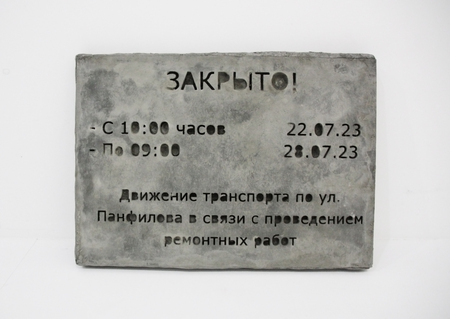 ЗАКРЫТО!
- С 10:00 часов 22.07.23
- По 09:00 28.07.23
Движение транспорта по ул.
Панфилова в связи с проведением
ремонтных работ